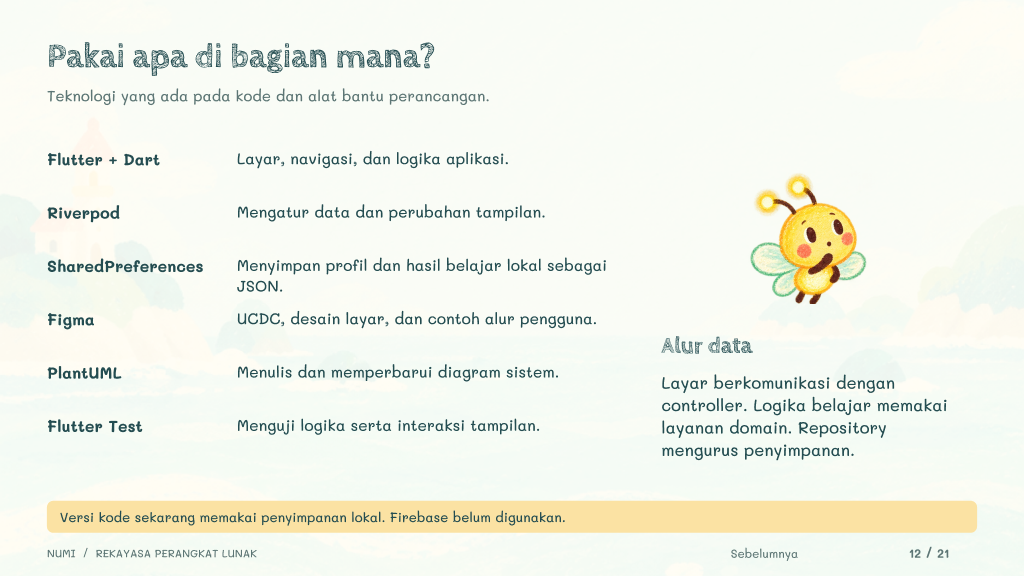 Pakai apa di bagian mana?
Teknologi yang ada pada kode dan alat bantu perancangan.
Flutter + Dart
Layar, navigasi, dan logika aplikasi.
Riverpod
Mengatur data dan perubahan tampilan.
SharedPreferences
Menyimpan profil dan hasil belajar lokal sebagai
JSON.
Figma
UCDC, desain layar, dan contoh alur pengguna.
PlantUML
Menulis dan memperbarui diagram sistem.
Flutter Test
Menguji logika serta interaksi tampilan.
Alur data
Layar berkomunikasi dengan
controller. Logika belajar memakai
layanan domain. Repository
mengurus penyimpanan.
Versi kode sekarang memakai penyimpanan lokal. Firebase belum digunakan.
NUMI / REKAYASA PERANGKAT LUNAK
Sebelumnya
12 / 21